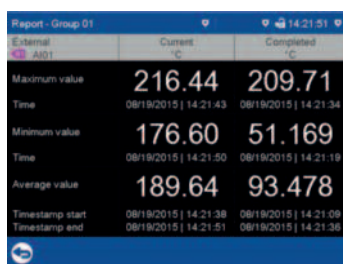 Report - Group 01 14:21:51
External Current Completed
AI01 °C °C
Maximum value 216.44 209.71
Time 08/19/2015 | 14:21:43 08/19/2015 | 14:21:34
Minimum value 176.60 51.169
Time 08/19/2015 | 14:21:50 08/19/2015 | 14:21:19
Average value 189.64 93.478
Timestamp start 08/19/2015 | 14:21:38 08/19/2015 | 14:21:09
Timestamp end 08/19/2015 | 14:21:51 08/19/2015 | 14:21:36